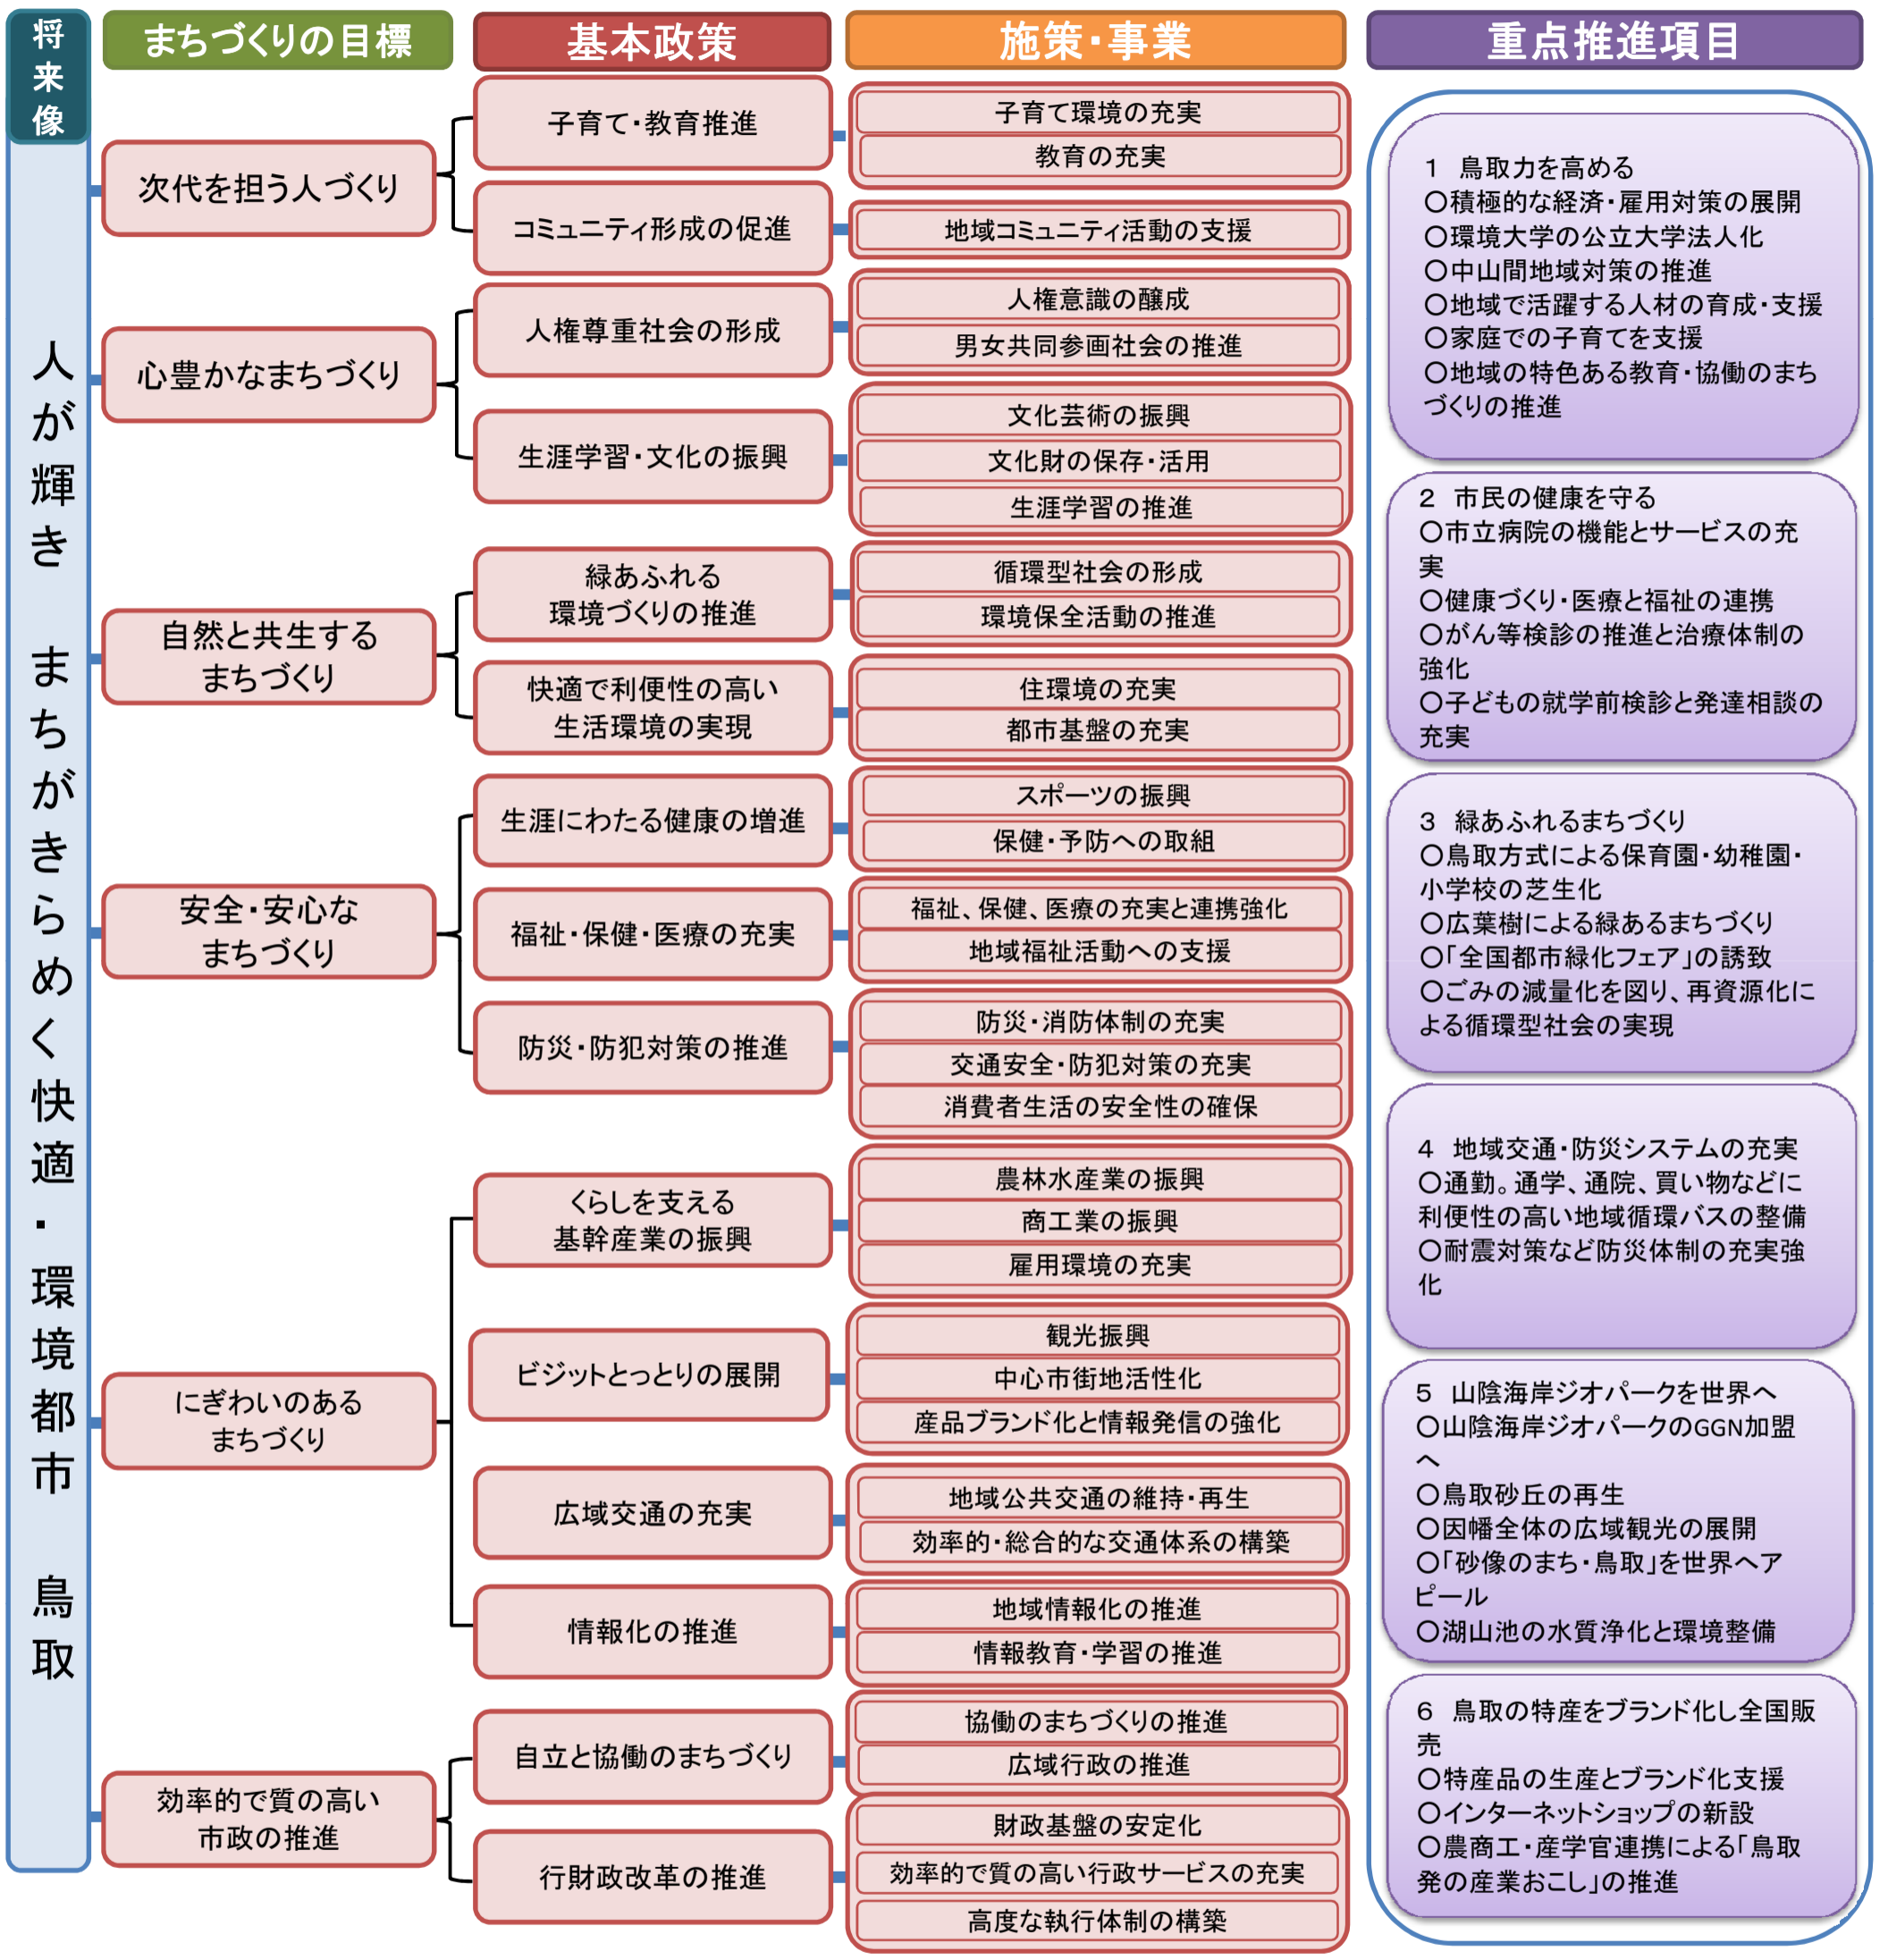 将来像
人が輝き　まちがきらめく快適・環境都市　鳥取
まちづくりの目標
基本政策
施策・事業
重点推進項目
次代を担う人づくり
子育て・教育推進
子育て環境の充実
教育の充実
コミュニティ形成の促進
地域コミュニティ活動の支援
心豊かなまちづくり
人権尊重社会の形成
人権意識の醸成
男女共同参画社会の推進
生涯学習・文化の振興
文化芸術の振興
文化財の保存・活用
生涯学習の推進
自然と共生する
まちづくり
緑あふれる
環境づくりの推進
循環型社会の形成
環境保全活動の推進
快適で利便性の高い
生活環境の実現
住環境の充実
都市基盤の充実
安全・安心な
まちづくり
生涯にわたる健康の増進
スポーツの振興
保健・予防への取組
福祉・保健・医療の充実
福祉、保健、医療の充実と連携強化
地域福祉活動への支援
防災・防犯対策の推進
防災・消防体制の充実
交通安全・防犯対策の充実
消費者生活の安全性の確保
にぎわいのある
まちづくり
くらしを支える
基幹産業の振興
農林水産業の振興
商工業の振興
雇用環境の充実
ビジットとっとりの展開
観光振興
中心市街地活性化
産品ブランド化と情報発信の強化
広域交通の充実
地域公共交通の維持・再生
効率的・総合的な交通体系の構築
情報化の推進
地域情報化の推進
情報教育・学習の推進
効率的で質の高い
市政の推進
自立と協働のまちづくり
協働のまちづくりの推進
広域行政の推進
行財政改革の推進
財政基盤の安定化
効率的で質の高い行政サービスの充実
高度な執行体制の構築
1　鳥取力を高める
○積極的な経済・雇用対策の展開
○環境大学の公立大学法人化
○中山間地域対策の推進
○地域で活躍する人材の育成・支援
○家庭での子育てを支援
○地域の特色ある教育・協働のまち
づくりの推進
2　市民の健康を守る
○市立病院の機能とサービスの充
実
○健康づくり・医療と福祉の連携
○がん等検診の推進と治療体制の
強化
○子どもの就学前検診と発達相談の
充実
3　緑あふれるまちづくり
○鳥取方式による保育園・幼稚園・
小学校の芝生化
○広葉樹による緑あるまちづくり
○「全国都市緑化フェア」の誘致
○ごみの減量化を図り、再資源化に
よる循環型社会の実現
4　地域交通・防災システムの充実
○通勤。通学、通院、買い物などに
利便性の高い地域循環バスの整備
○耐震対策など防災体制の充実強
化
5　山陰海岸ジオパークを世界へ
○山陰海岸ジオパークのGGN加盟
へ
○鳥取砂丘の再生
○因幡全体の広域観光の展開
○「砂像のまち・鳥取」を世界へア
ピール
○湖山池の水質浄化と環境整備
6　鳥取の特産をブランド化し全国販
売
○特産品の生産とブランド化支援
○インターネットショップの新設
○農商工・産学官連携による「鳥取
発の産業おこし」の推進